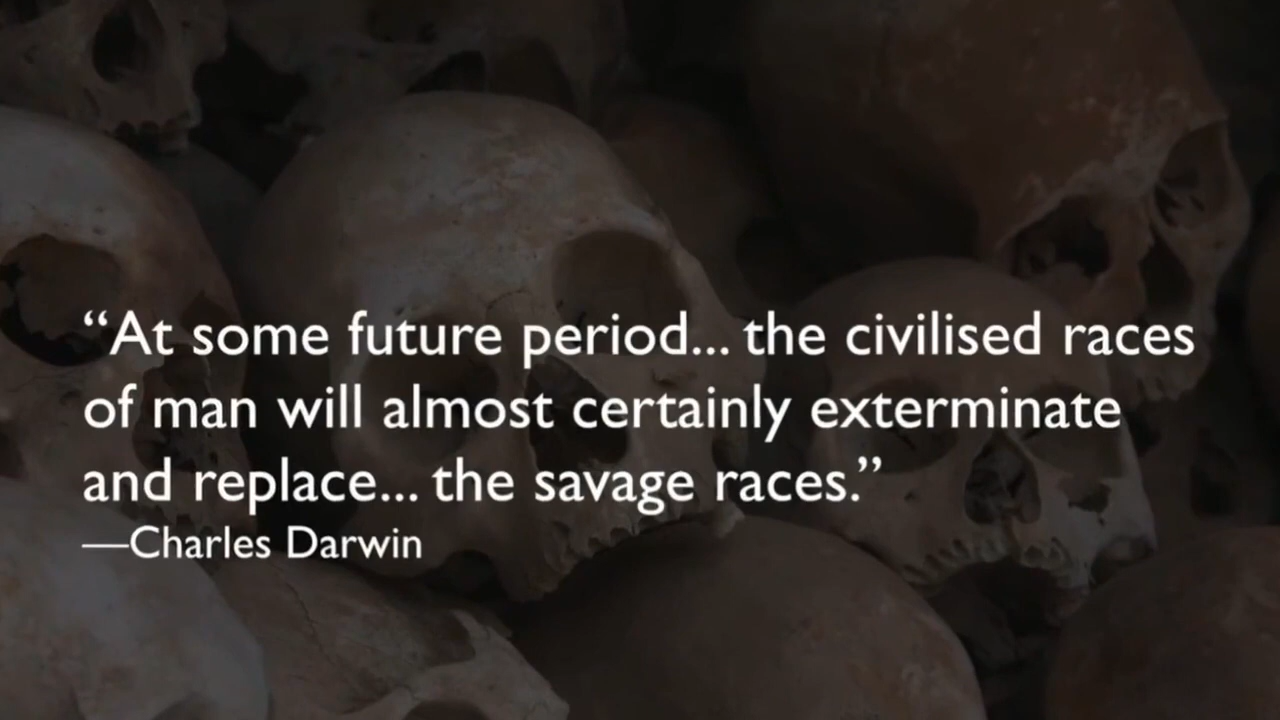 “At some future period... the civilised races
of man will almost certainly exterminate
and replace... the savage races.”
—Charles Darwin